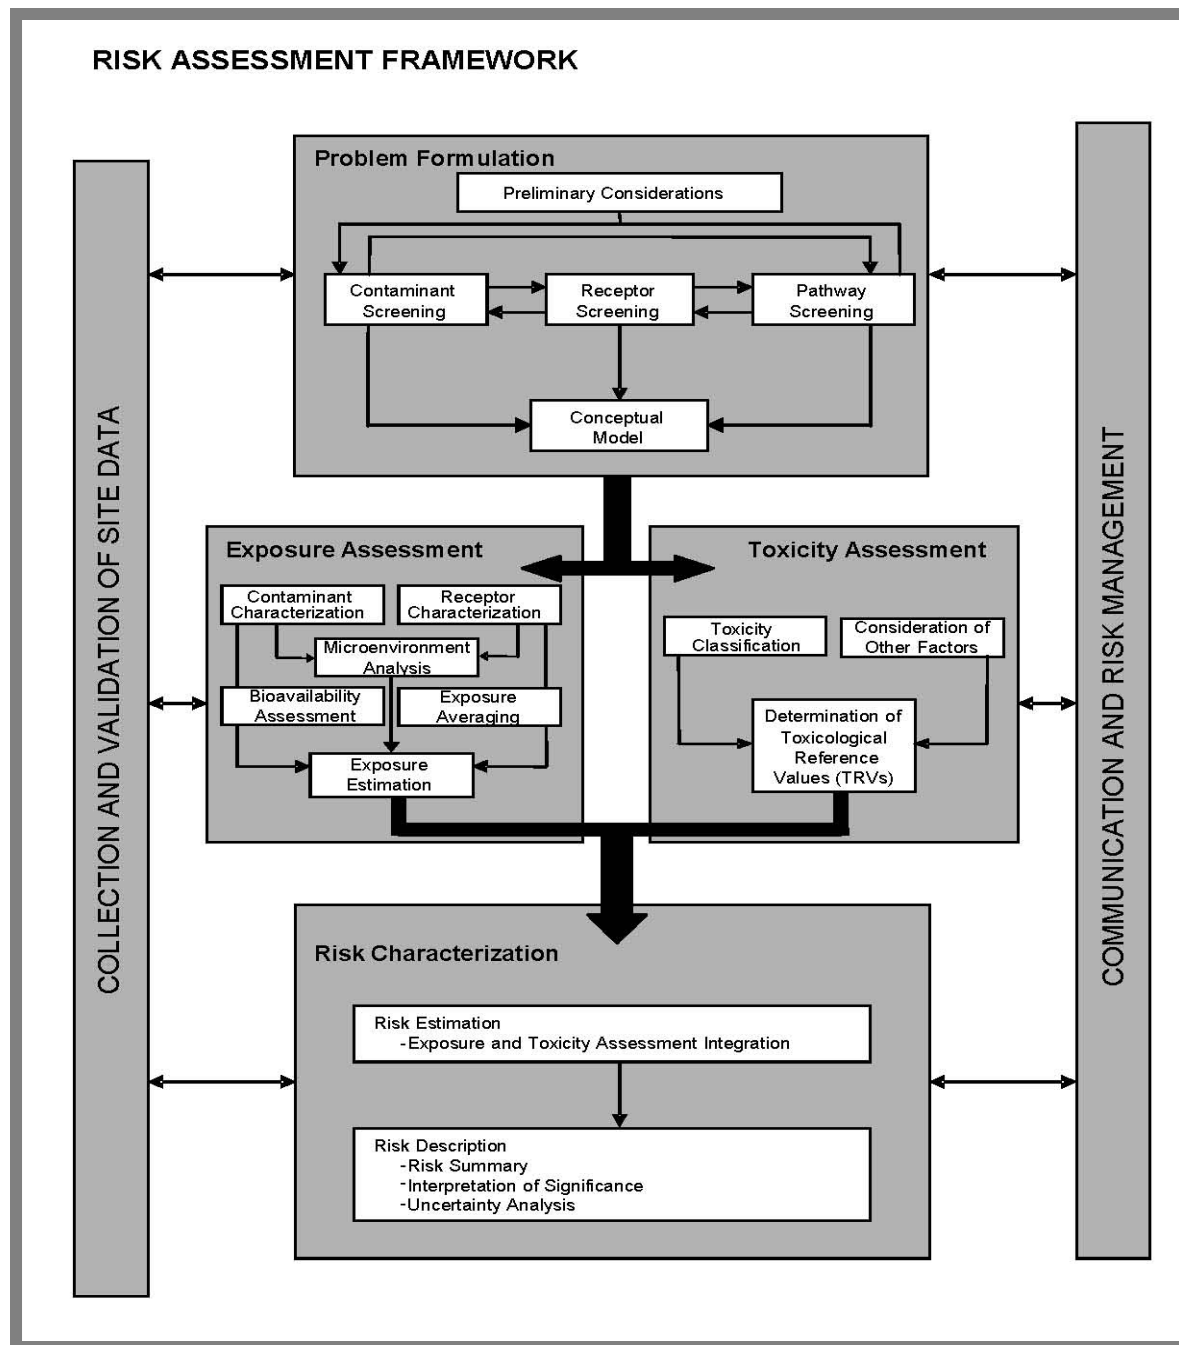 RISK ASSESSMENT FRAMEWORK
COLLECTION AND VALIDATION OF SITE DATA
Problem Formulation
Preliminary Considerations
Contaminant
Screening
Receptor
Screening
Pathway
Screening
Conceptual
Model
Exposure Assessment
Contaminant
Characterization
Receptor
Characterization
Microenvironment
Analysis
Bioavailability
Assessment
Exposure
Averaging
Exposure
Estimation
Toxicity Assessment
Toxicity
Classification
Consideration of
Other Factors
Determination of
Toxicological
Reference
Values (TRVs)
Risk Characterization
Risk Estimation
-Exposure and Toxicity Assessment Integration
Risk Description
-Risk Summary
-Interpretation of Significance
-Uncertainty Analysis
COMMUNICATION AND RISK MANAGEMENT